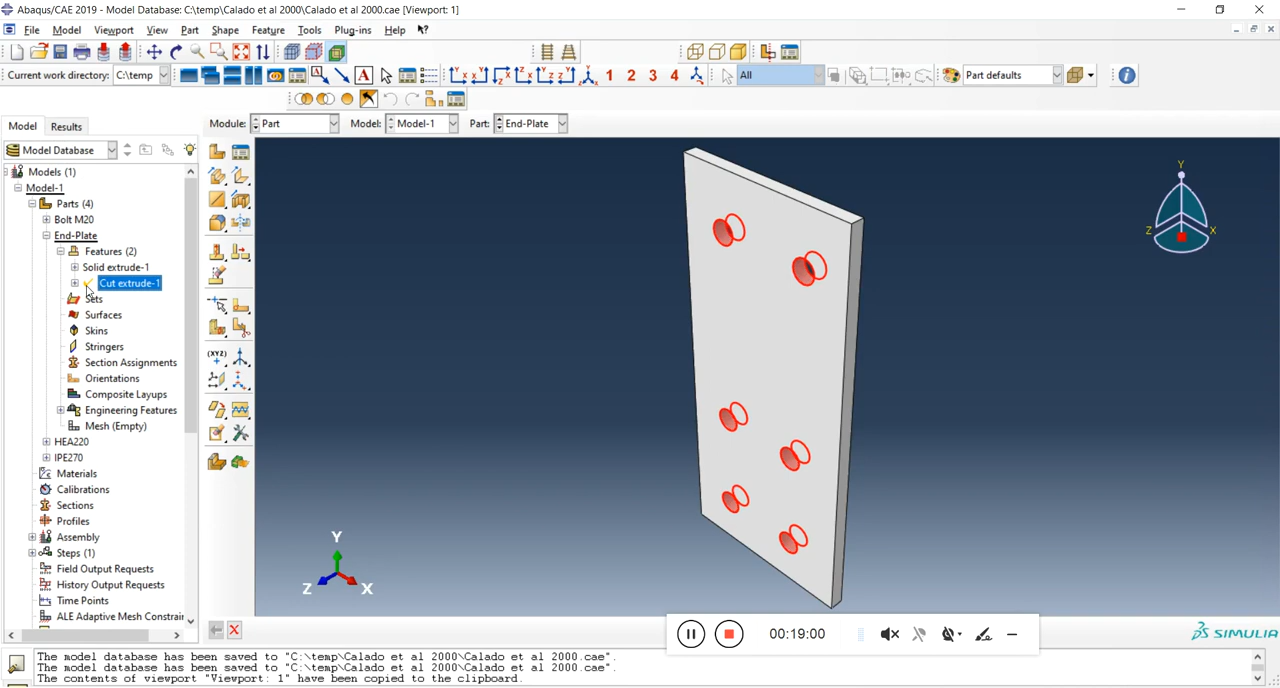 Abaqus/CAE 2019 - Model Database: C:\temp\Calado et al 2000\Calado et al 2000.cae [Viewport: 1]
File Model Viewport View Part Shape Feature Tools Plug-ins Help
Current work directory: C:\temp
1 2 3 4
All
Part defaults
Model Results
Module: Part Model: Model-1 Part: End-Plate
Model Database
Models (1)
Model-1
Parts (4)
Bolt M20
End-Plate
Features (2)
Solid extrude-1
Cut extrude-1
Sets
Surfaces
Skins
Stringers
Section Assignments
Orientations
Composite Layups
Engineering Features
Mesh (Empty)
HEA220
IPE270
Materials
Calibrations
Sections
Profiles
Assembly
Steps (1)
Field Output Requests
History Output Requests
Time Points
ALE Adaptive Mesh Constrai
(XYZ)
Y
Z X
Y
Z X
00:19:00
SIMULIA
The model database has been saved to "C:\temp\Calado et al 2000\Calado et al 2000.cae".
The model database has been saved to "C:\temp\Calado et al 2000\Calado et al 2000.cae".
The contents of viewport "Viewport: 1" have been copied to the clipboard.